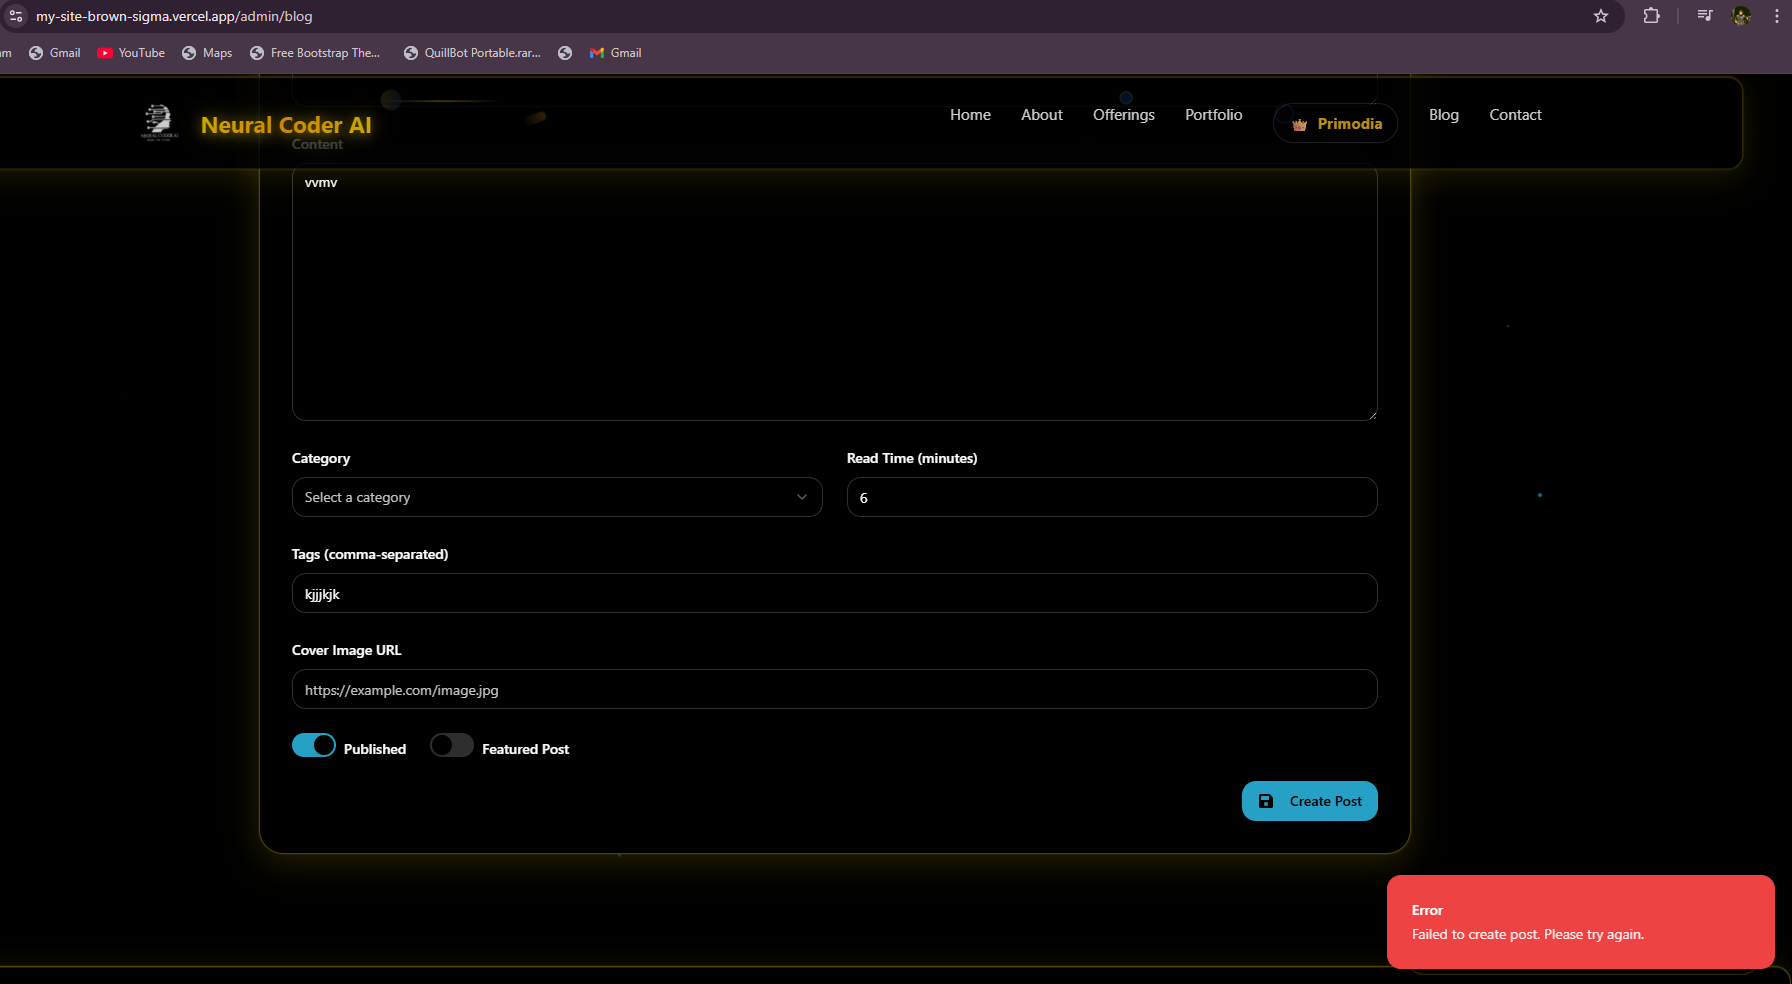 my-site-brown-sigma.vercel.app/admin/blog
Gmail
YouTube
Maps
Free Bootstrap The...
QuillBot Portable.rar...
Gmail
Neural Coder AI
Home
About
Offerings
Portfolio
Primodia
Blog
Contact
Content
vvmv
Category
Read Time (minutes)
Select a category
6
Tags (comma-separated)
kjjjkjk
Cover Image URL
https://example.com/image.jpg
Published
Featured Post
Create Post
Error
Failed to create post. Please try again.